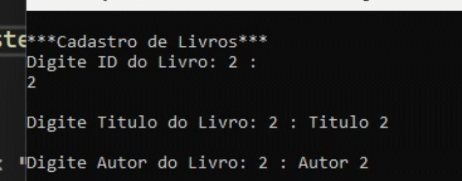 ste
***Cadastro de Livros***
Digite ID do Livro: 2 :
2
Digite Titulo do Livro: 2 : Titulo 2
: "
Digite Autor do Livro: 2 : Autor 2